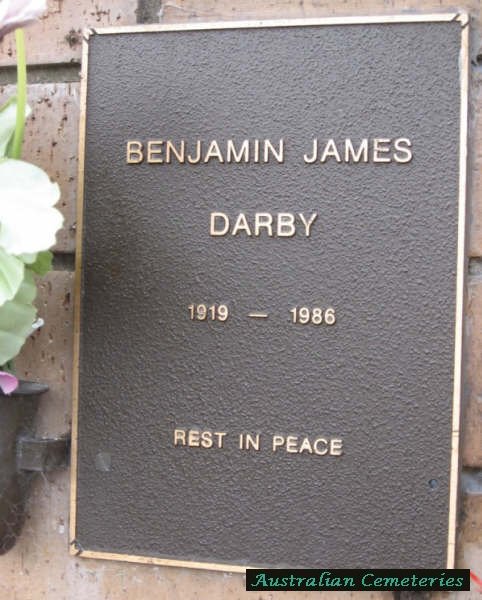 BENJAMIN JAMES
DARBY
1919 — 1986
REST IN PEACE
Australian Cemeteries